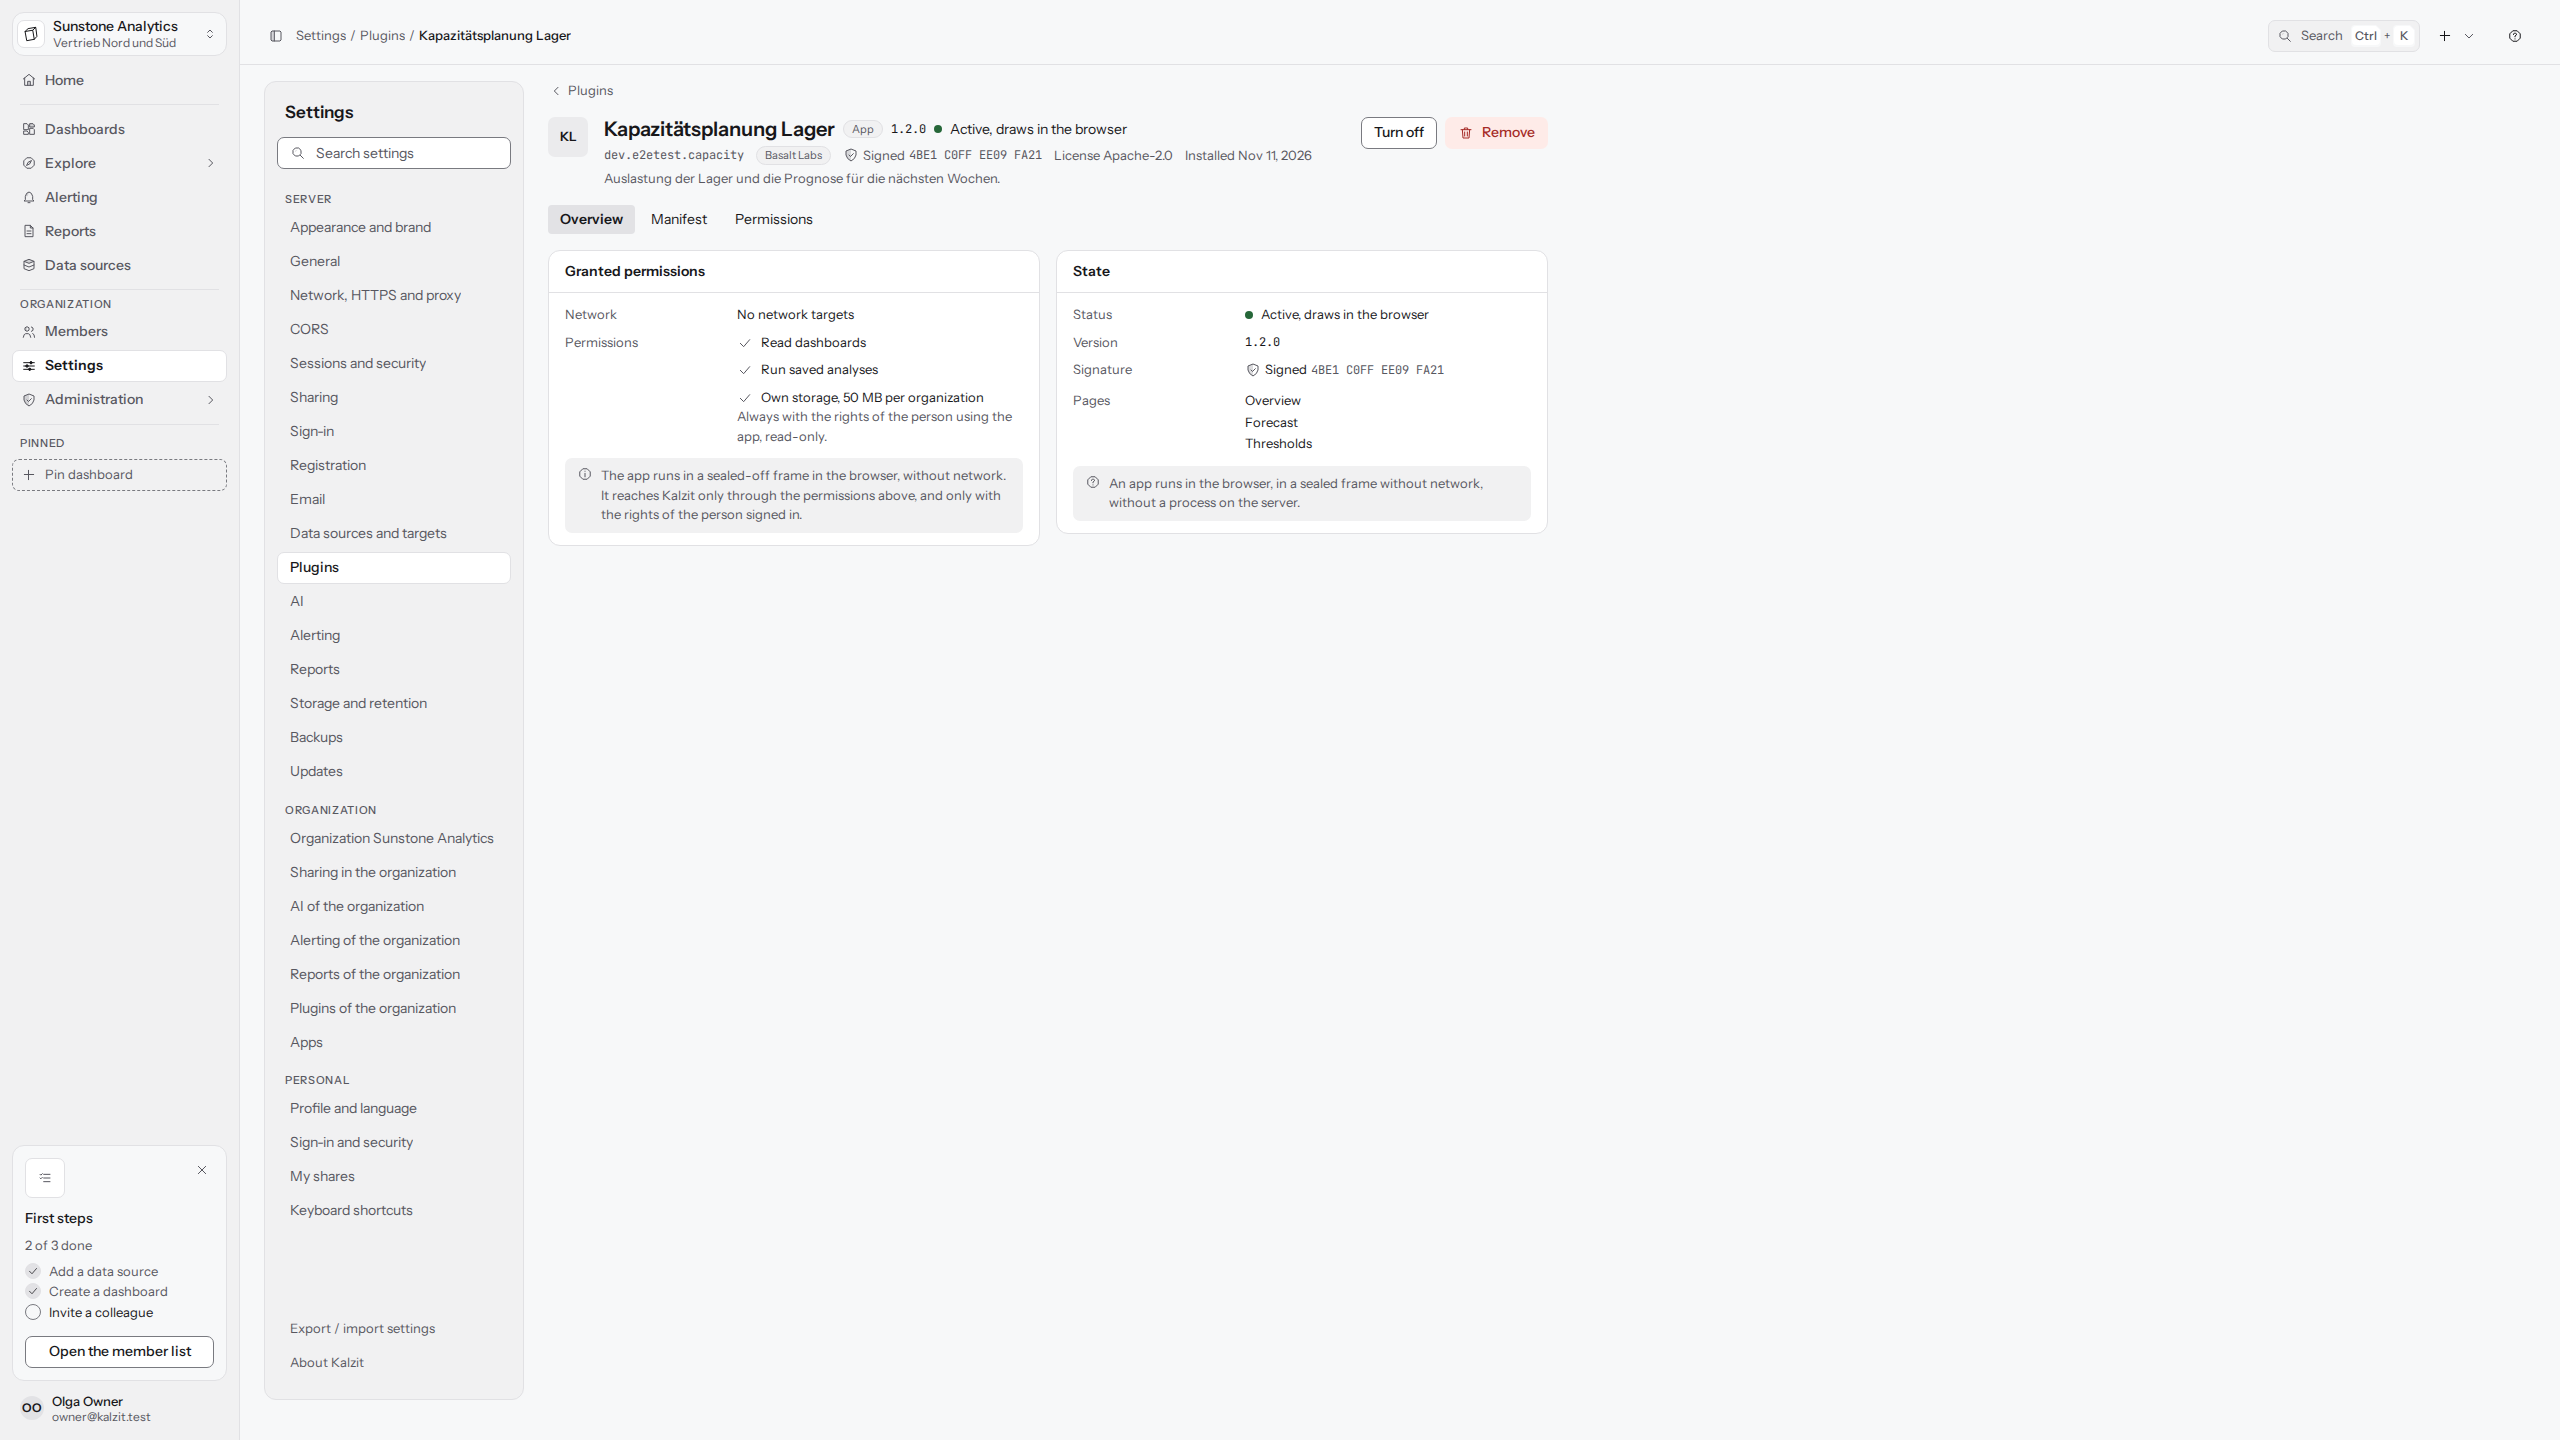 Sunstone Analytics
Vertrieb Nord und Süd
Home
Dashboards
Explore
Alerting
Reports
Data sources
ORGANIZATION
Members
Settings
Administration
PINNED
Pin dashboard
First steps
2 of 3 done
Add a data source
Create a dashboard
Invite a colleague
Open the member list
OO
Olga Owner
owner@kalzit.test
Settings / Plugins / Kapazitätsplanung Lager
Search Ctrl + K
Settings
Search settings
SERVER
Appearance and brand
General
Network, HTTPS and proxy
CORS
Sessions and security
Sharing
Sign-in
Registration
Email
Data sources and targets
Plugins
AI
Alerting
Reports
Storage and retention
Backups
Updates
ORGANIZATION
Organization Sunstone Analytics
Sharing in the organization
AI of the organization
Alerting of the organization
Reports of the organization
Plugins of the organization
Apps
PERSONAL
Profile and language
Sign-in and security
My shares
Keyboard shortcuts
Export / import settings
About Kalzit
Plugins
KL
Kapazitätsplanung Lager App 1.2.0 Active, draws in the browser
dev.e2etest.capacity Basalt Labs Signed 4BE1 C0FF EE09 FA21 License Apache-2.0 Installed Nov 11, 2026
Auslastung der Lager und die Prognose für die nächsten Wochen.
Turn off
Remove
Overview Manifest Permissions
Granted permissions
Network No network targets
Permissions Read dashboards
Run saved analyses
Own storage, 50 MB per organization
Always with the rights of the person using the
app, read-only.
The app runs in a sealed-off frame in the browser, without network.
It reaches Kalzit only through the permissions above, and only with
the rights of the person signed in.
State
Status Active, draws in the browser
Version 1.2.0
Signature Signed 4BE1 C0FF EE09 FA21
Pages Overview
Forecast
Thresholds
An app runs in the browser, in a sealed frame without network,
without a process on the server.